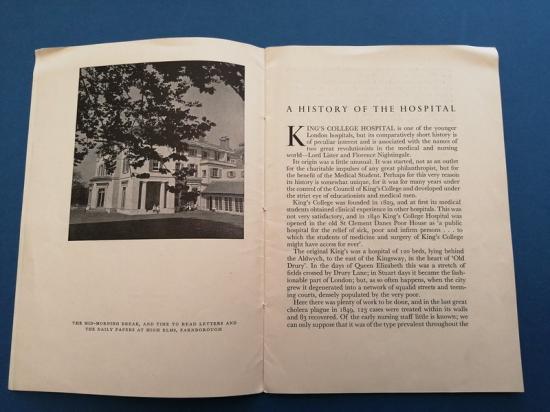 THE MID-MORNING BREAK, AND TIME TO READ LETTERS AND
THE DAILY PAPERS AT HIGH ELMS, FARNBOROUGH
A HISTORY OF THE HOSPITAL
KING'S COLLEGE HOSPITAL is one of the younger
London hospitals, but its comparatively short history is
of peculiar interest and is associated with the names of
two great revolutionists in the medical and nursing
world—Lord Lister and Florence Nightingale.
Its origin was a little unusual. It was started, not as an outlet
for the charitable impulses of any great philanthropist, but for
the benefit of the Medical Student. Perhaps for this very reason
its history is somewhat unique, for it was for many years under
the control of the Council of King's College and developed under
the strict eye of educationists and medical men.
King's College was founded in 1829, and at first its medical
students obtained clinical experience in other hospitals. This was
not very satisfactory, and in 1840 King's College Hospital was
opened in the old St Clement Danes Poor House as 'a public
hospital for the relief of sick, poor and infirm persons . . . to
which the students of medicine and surgery of King's College
might have access for ever'.
The original King's was a hospital of 120 beds, lying behind
the Aldwych, to the east of the Kingsway, in the heart of 'Old
Drury'. In the days of Queen Elizabeth this was a stretch of
fields crossed by Drury Lane; in Stuart days it became the fash-
ionable part of London; but, as so often happens, when the city
grew it degenerated into a network of squalid streets and teem-
ing courts, densely populated by the very poor.
Here there was plenty of work to be done, and in the last great
cholera plague in 1849, 123 cases were treated within its walls
and 83 recovered. Of the early nursing staff little is known; we
can only suppose that it was of the type prevalent throughout the